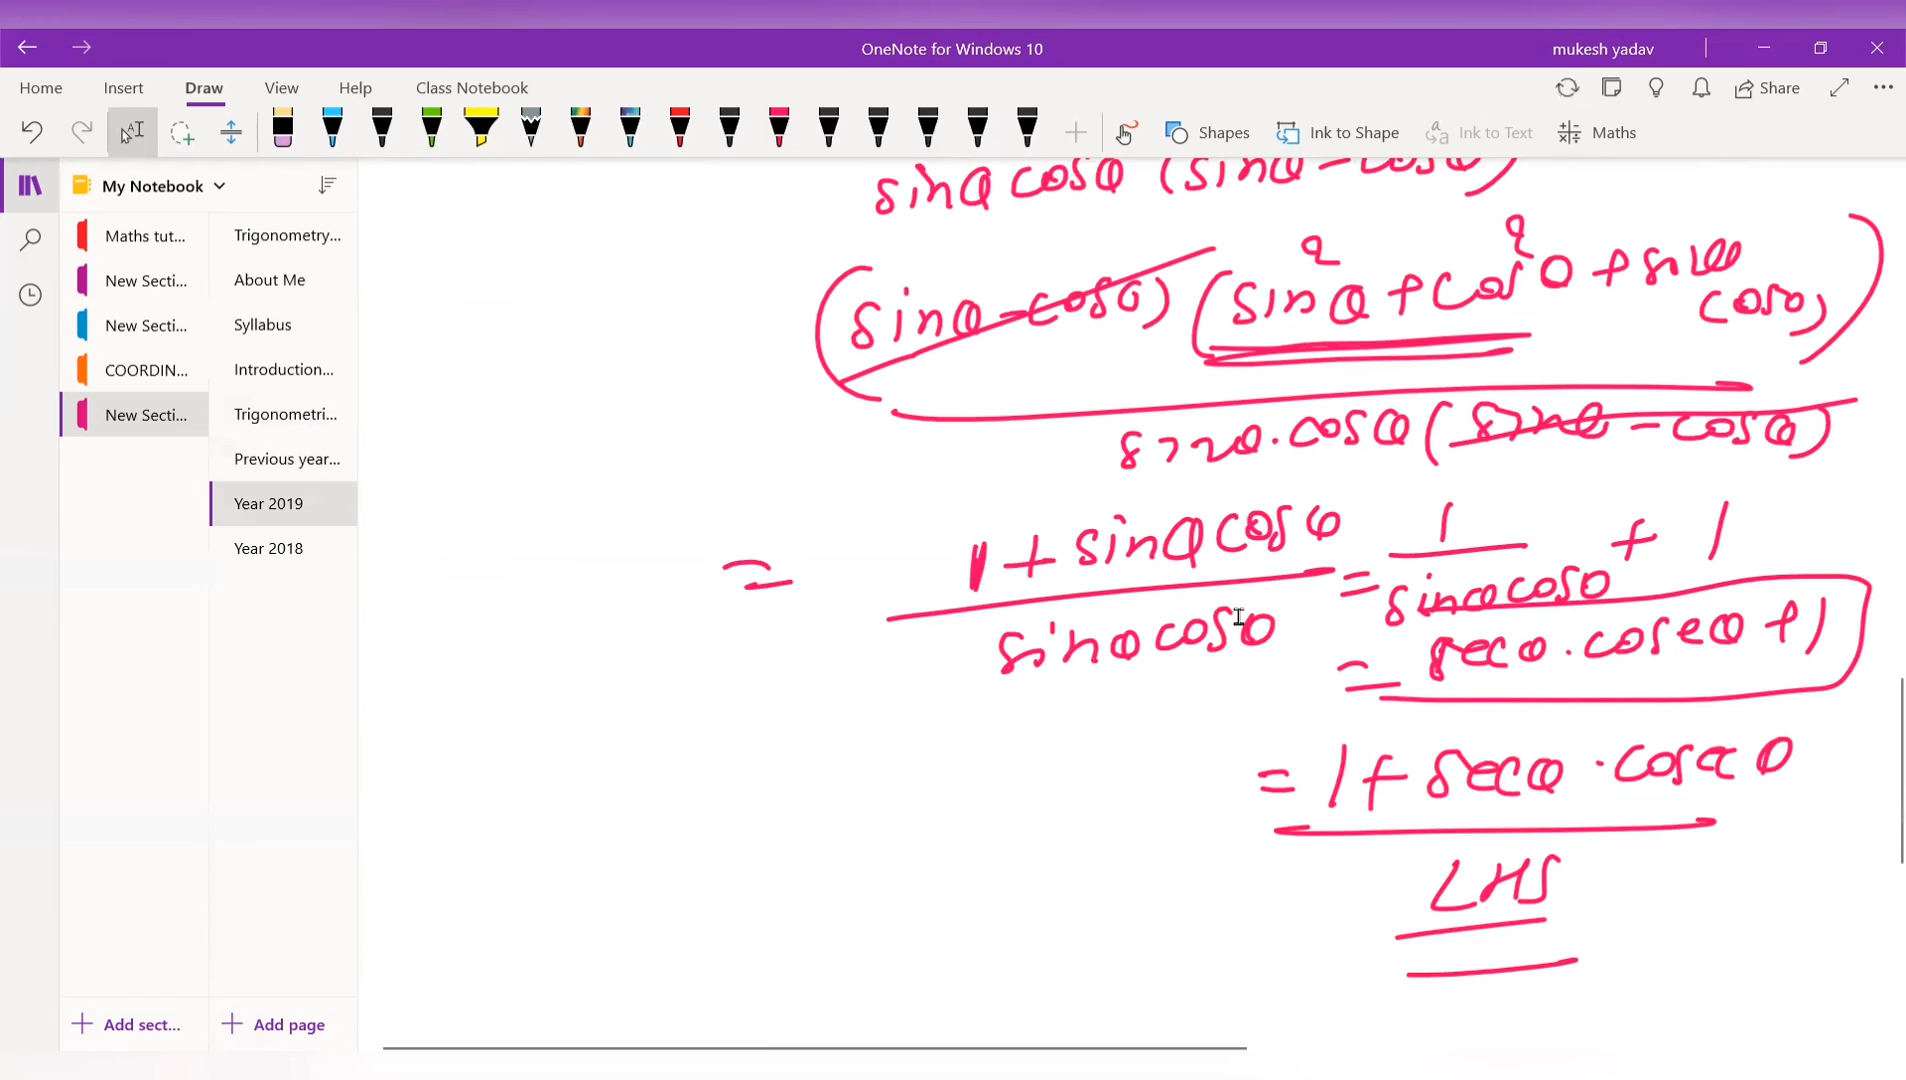 OneNote for Windows 10
mukesh yadav
Home Insert Draw View Help Class Notebook
Share
Shapes Ink to Shape Ink to Text Maths
My Notebook
Maths tut...
New Secti...
New Secti...
COORDIN...
New Secti...
Trigonometry...
About Me
Syllabus
Introduction...
Trigonometri...
Previous year...
Year 2019
Year 2018
Add sect...
Add page
sinθ cosθ (sinθ - cosθ)
(sinθ - cosθ) (sin²θ + cos²θ + sinθ cosθ)
sinθ.cosθ (sinθ - cosθ)
= 1 + sinθ cosθ = 1 + 1
sinθ cosθ sinθ cosθ
= secθ . cosecθ + 1
= 1 + secθ . cosec θ
LHS